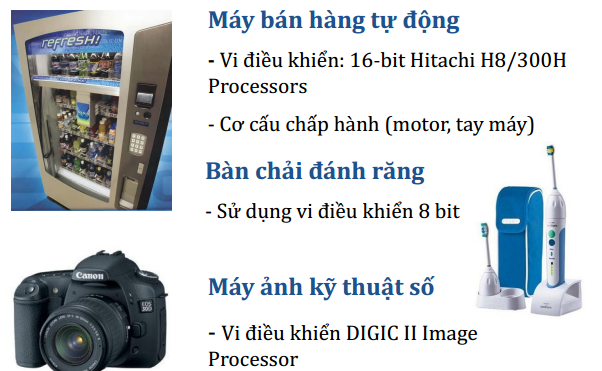 Máy bán hàng tự động
- Vi điều khiển: 16-bit Hitachi H8/300H
Processors
- Cơ cấu chấp hành (motor, tay máy)
Bàn chải đánh răng
- Sử dụng vi điều khiển 8 bit
Máy ảnh kỹ thuật số
- Vi điều khiển DIGIC II Image
Processor
refresh!
Canon
EOS
30D